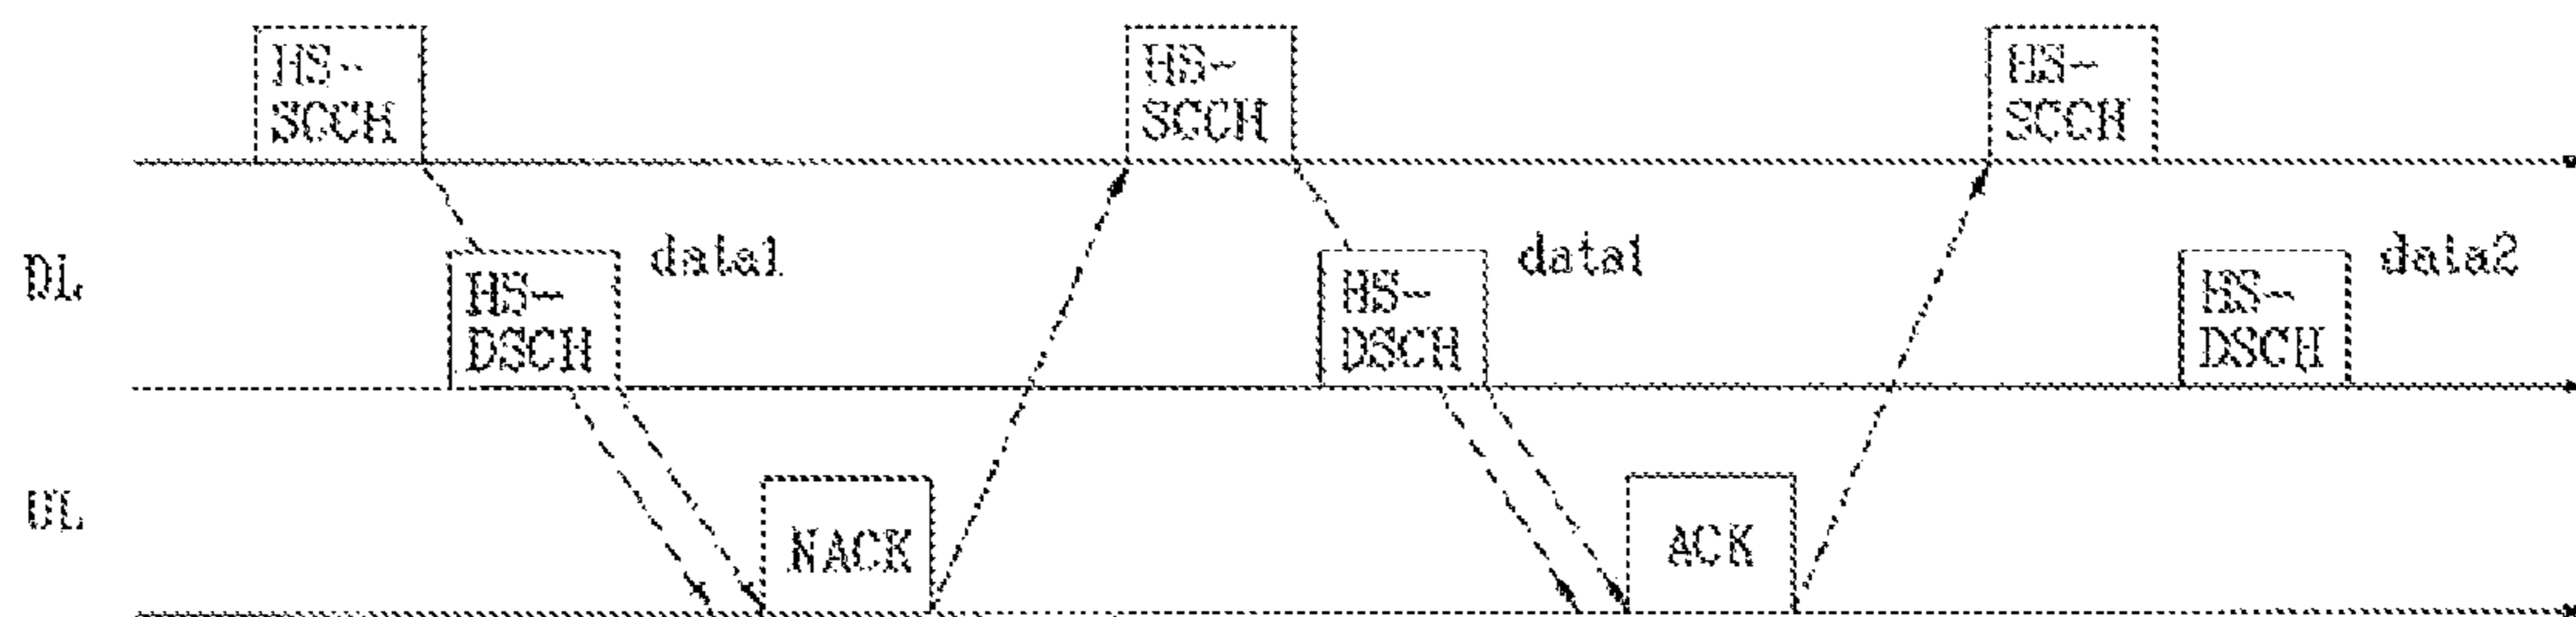 HS-
SCCH
HS-
SCCH
HS-
SCCH
DL
HS-
DSCH
data1
HS-
DSCH
data1
HS-
DSCH
data2
UL
NACK
ACK